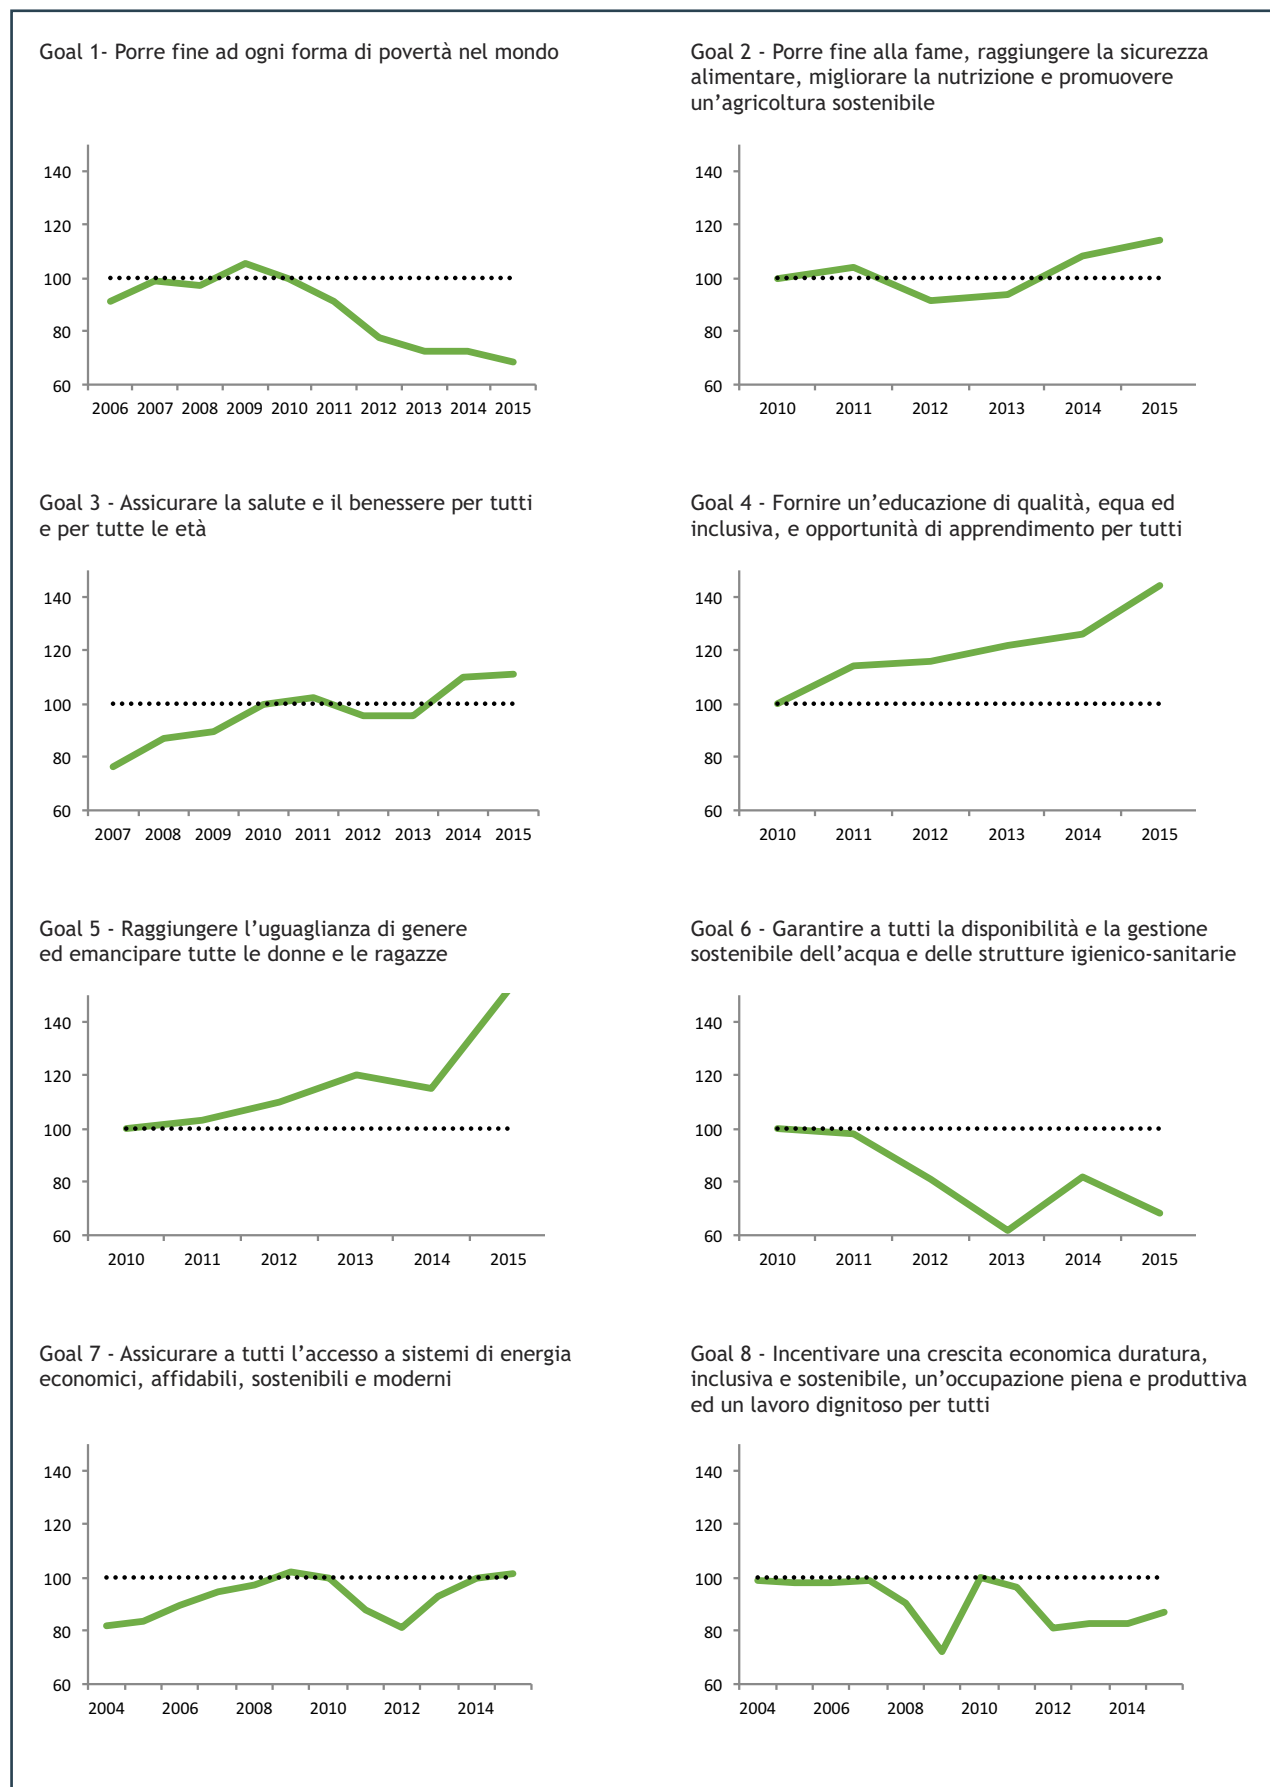 Goal 1- Porre fine ad ogni forma di povertà nel mondo
140
120
100
80
60
2006 2007 2008 2009 2010 2011 2012 2013 2014 2015
Goal 2 - Porre fine alla fame, raggiungere la sicurezza
alimentare, migliorare la nutrizione e promuovere
un’agricoltura sostenibile
140
120
100
80
60
2010 2011 2012 2013 2014 2015
Goal 3 - Assicurare la salute e il benessere per tutti
e per tutte le età
140
120
100
80
60
2007 2008 2009 2010 2011 2012 2013 2014 2015
Goal 4 - Fornire un’educazione di qualità, equa ed
inclusiva, e opportunità di apprendimento per tutti
140
120
100
80
60
2010 2011 2012 2013 2014 2015
Goal 5 - Raggiungere l’uguaglianza di genere
ed emancipare tutte le donne e le ragazze
140
120
100
80
60
2010 2011 2012 2013 2014 2015
Goal 6 - Garantire a tutti la disponibilità e la gestione
sostenibile dell’acqua e delle strutture igienico-sanitarie
140
120
100
80
60
2010 2011 2012 2013 2014 2015
Goal 7 - Assicurare a tutti l’accesso a sistemi di energia
economici, affidabili, sostenibili e moderni
140
120
100
80
60
2004 2006 2008 2010 2012 2014
Goal 8 - Incentivare una crescita economica duratura,
inclusiva e sostenibile, un’occupazione piena e produttiva
ed un lavoro dignitoso per tutti
140
120
100
80
60
2004 2006 2008 2010 2012 2014